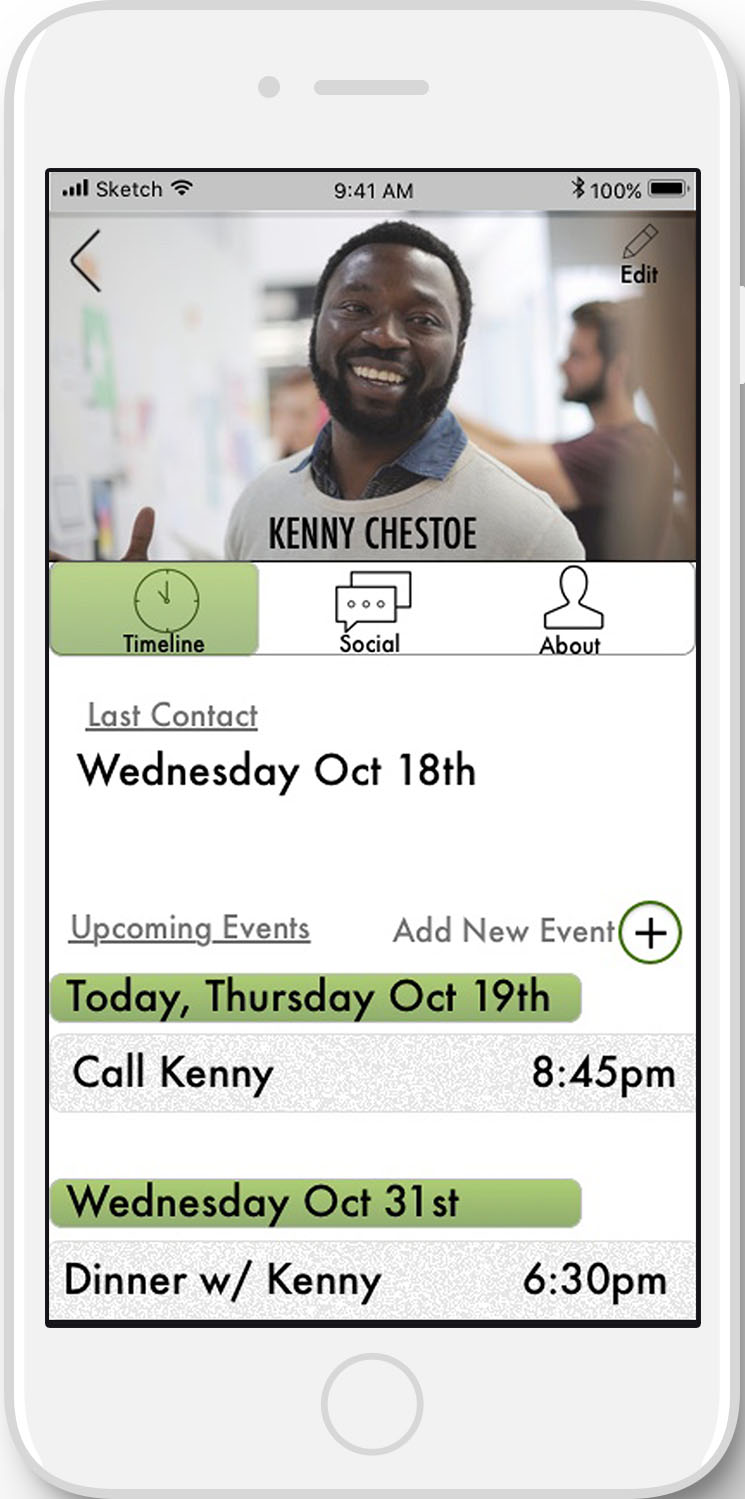 Sketch 9:41 AM 100%
Edit
KENNY CHESTOE
Timeline Social About
Last Contact
Wednesday Oct 18th
Upcoming Events Add New Event
Today, Thursday Oct 19th
Call Kenny 8:45pm
Wednesday Oct 31st
Dinner w/ Kenny 6:30pm